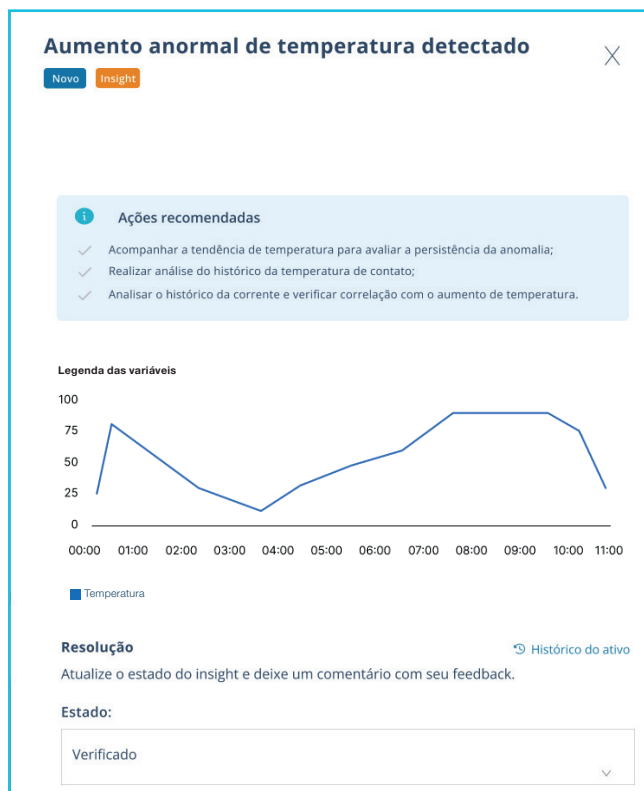 Aumento anormal de temperatura detectado
X
Novo Insight
i Ações recomendadas
Acompanhar a tendência de temperatura para avaliar a persistência da anomalia;
Realizar análise do histórico da temperatura de contato;
Analisar o histórico da corrente e verificar correlação com o aumento de temperatura.
Legenda das variáveis
100
75
50
25
0
00:00 01:00 02:00 03:00 04:00 05:00 06:00 07:00 08:00 09:00 10:00 11:00
Temperatura
Resolução Histórico do ativo
Atualize o estado do insight e deixe um comentário com seu feedback.
Estado:
Verificado